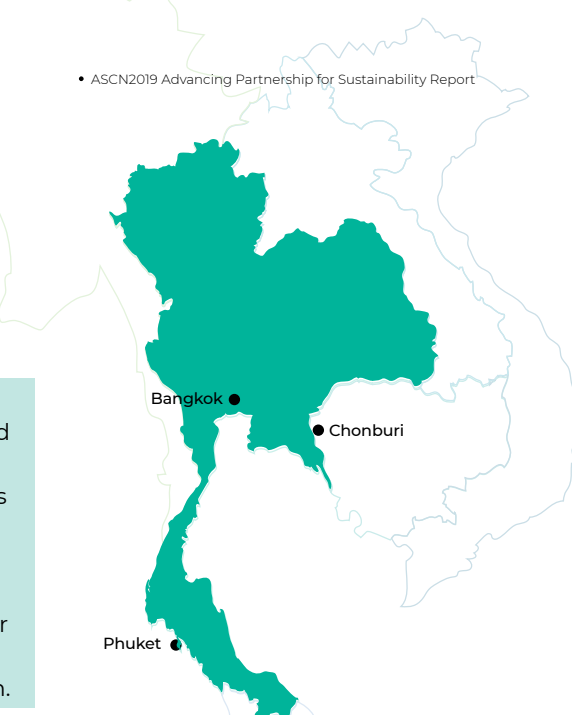 • ASCN2019 Advancing Partnership for Sustainability Report
Bangkok
d
Chonburi
s
r
Phuket
n.